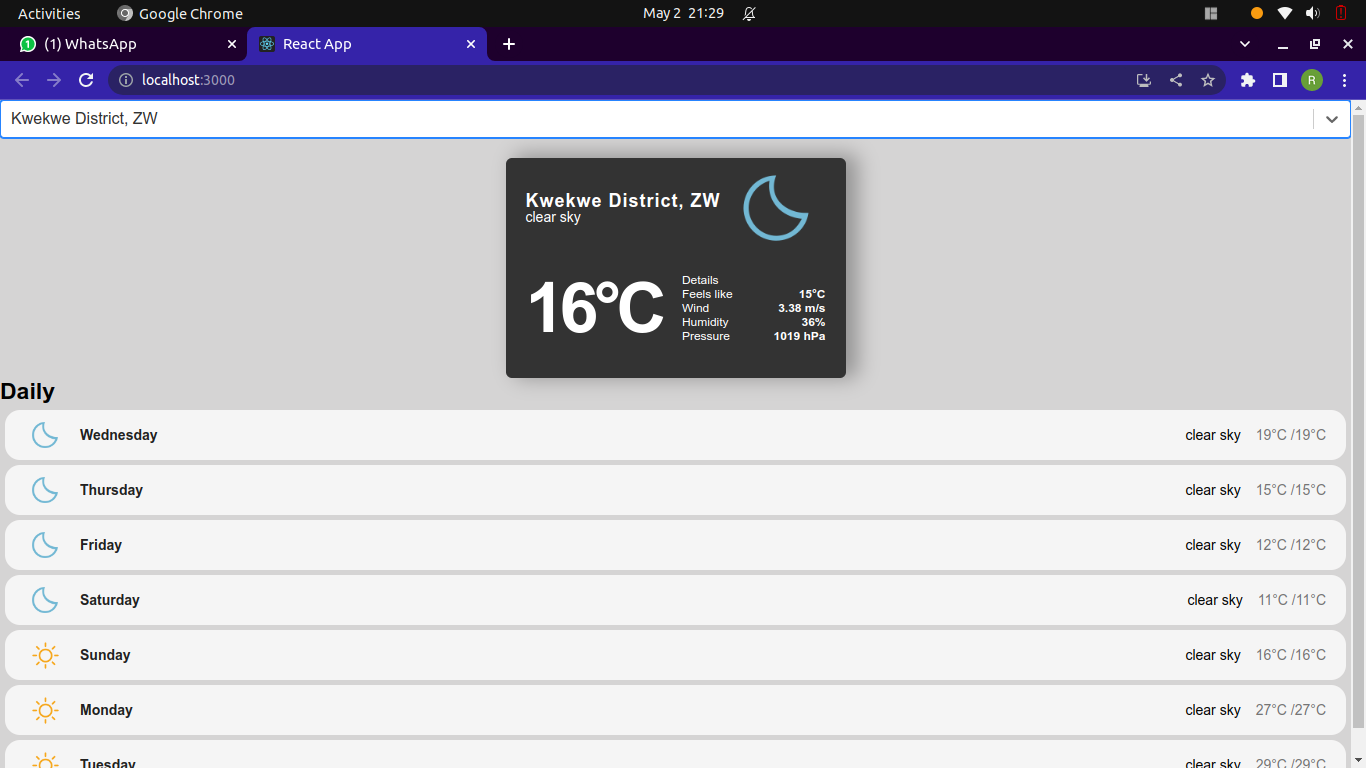 Activities Google Chrome May 2 21:29
(1) WhatsApp React App
localhost:3000 R
Kwekwe District, ZW
Kwekwe District, ZW
clear sky
16°C
Details
Feels like 15°C
Wind 3.38 m/s
Humidity 36%
Pressure 1019 hPa
Daily
Wednesday clear sky 19°C /19°C
Thursday clear sky 15°C /15°C
Friday clear sky 12°C /12°C
Saturday clear sky 11°C /11°C
Sunday clear sky 16°C /16°C
Monday clear sky 27°C /27°C
Tuesday clear sky 29°C /29°C